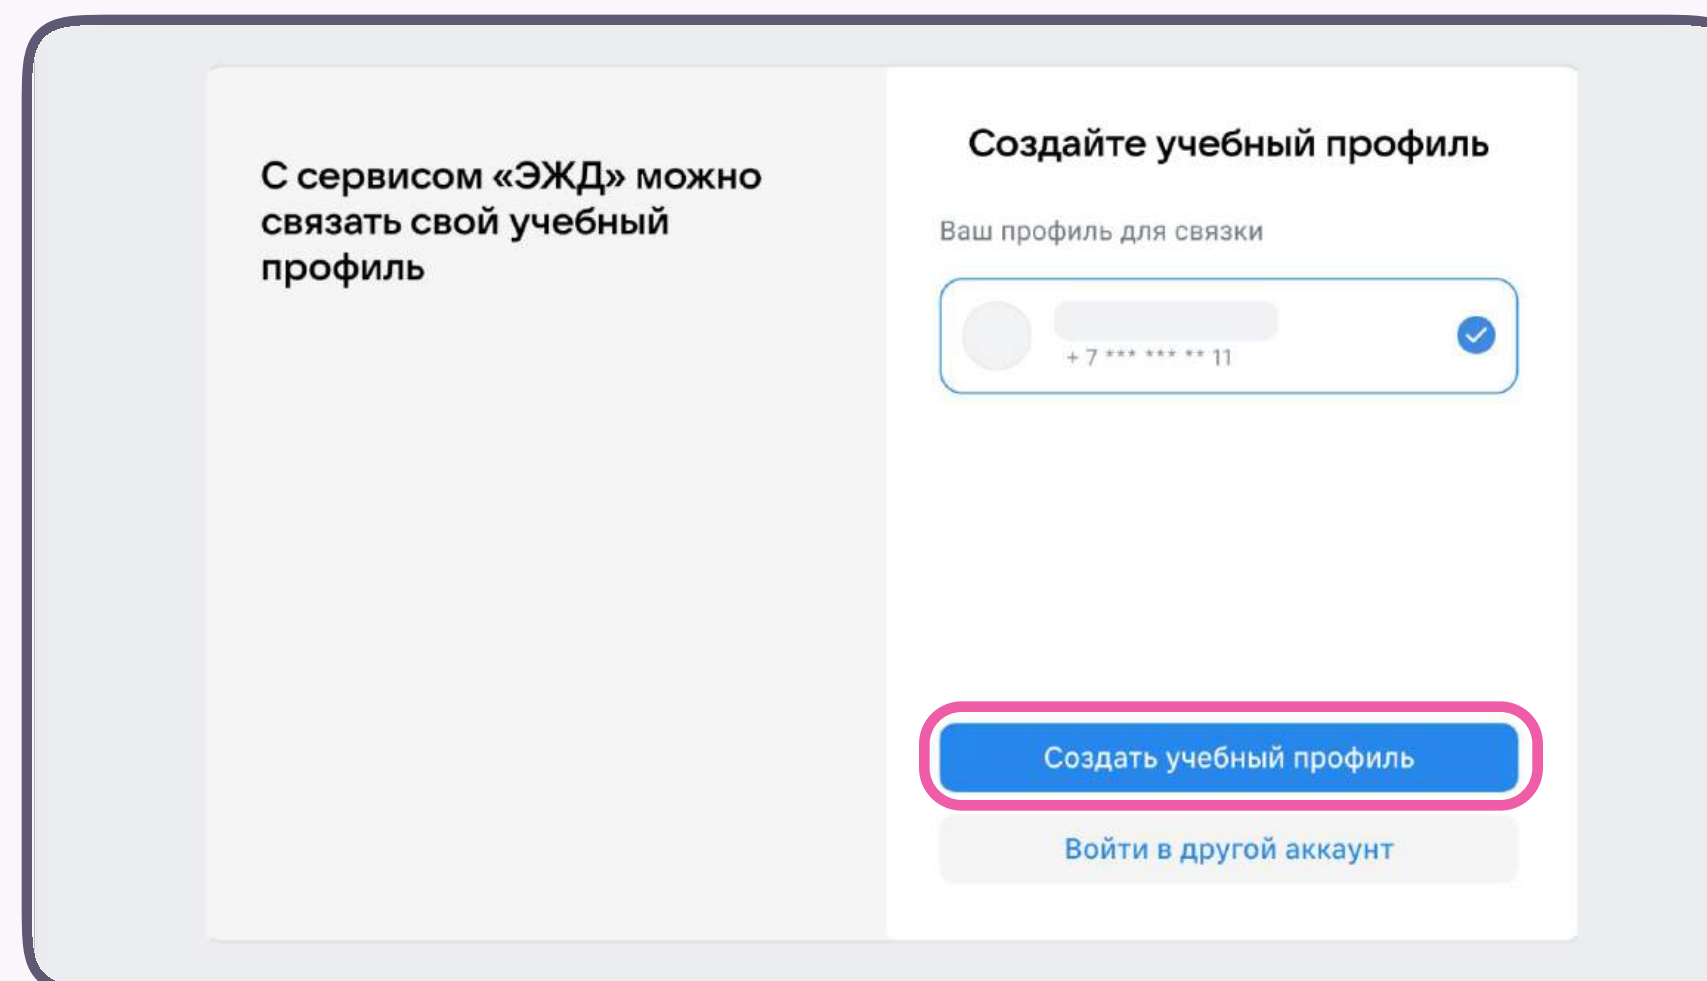 С сервисом «ЭЖД» можно
связать свой учебный
профиль
Создайте учебный профиль
Ваш профиль для связки
+ 7 *** *** ** 11
Создать учебный профиль
Войти в другой аккаунт